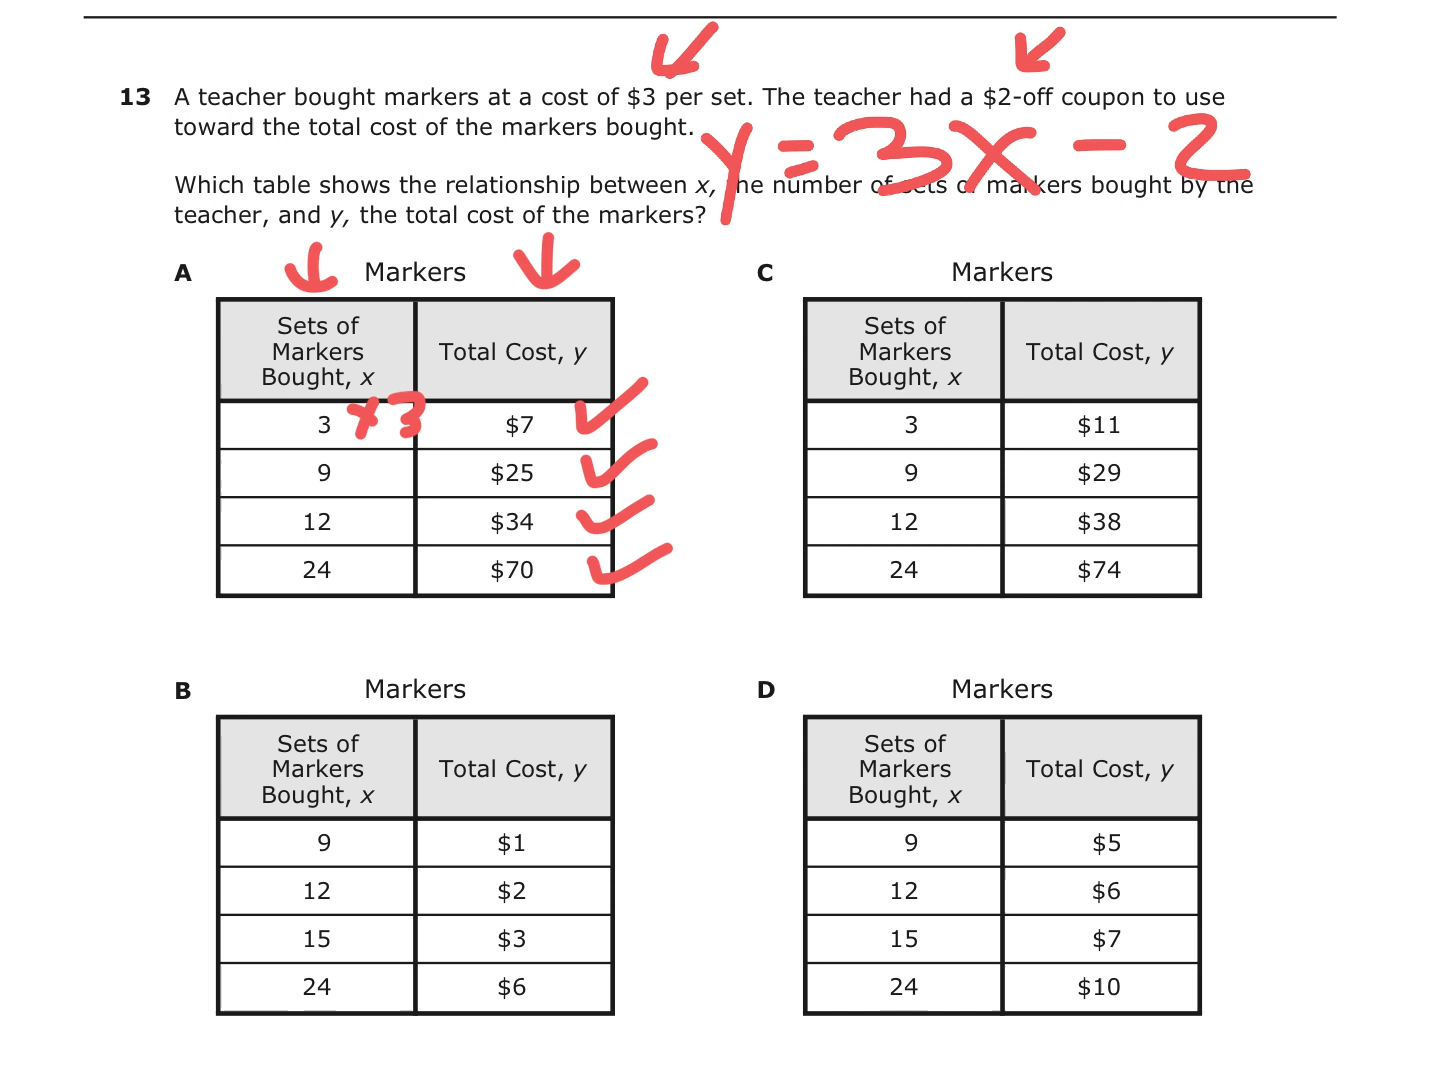 13 A teacher bought markers at a cost of $3 per set. The teacher had a $2-off coupon to use
toward the total cost of the markers bought.
y = 3x - 2
Which table shows the relationship between x, the number of sets of markers bought by the
teacher, and y, the total cost of the markers?
A Markers
Sets of
Markers
Bought, x
Total Cost, y
3 x3 $7
9 $25
12 $34
24 $70
C Markers
Sets of
Markers
Bought, x
Total Cost, y
3 $11
9 $29
12 $38
24 $74
B Markers
Sets of
Markers
Bought, x
Total Cost, y
9 $1
12 $2
15 $3
24 $6
D Markers
Sets of
Markers
Bought, x
Total Cost, y
9 $5
12 $6
15 $7
24 $10